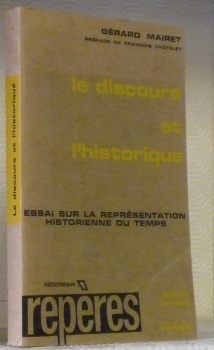 GÉRARD MAIRET
PRÉFACE DE FRANÇOIS CHÂTELET
le discours
et
l'historique
ESSAI SUR LA REPRÉSENTATION
HISTORIENNE DU TEMPS
bibliothèque
repères
Le discours et l'historique